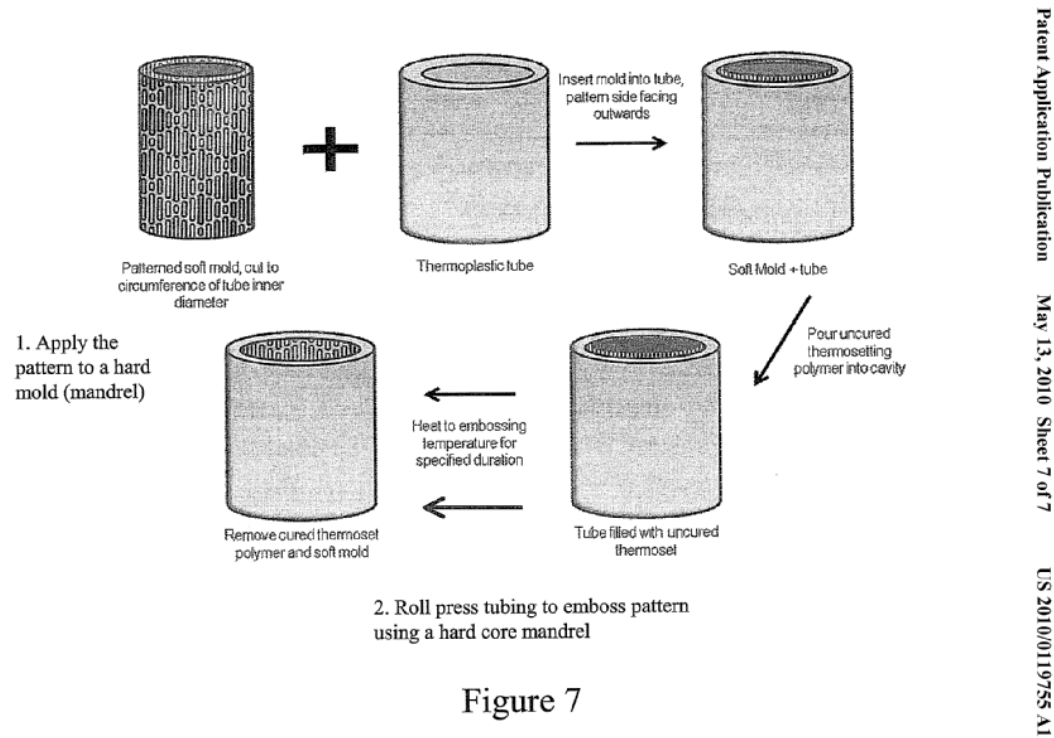 Insert mold into tube,
pattern side facing
outwards
Patterned soft mold, cut to
circumference of tube inner
diameter
Thermoplastic tube
Soft Mold + tube
Pour uncured
thermosetting
polymer into cavity
1. Apply the
pattern to a hard
mold (mandrel)
Heat to embossing
temperature for
specified duration
Remove cured thermoset
polymer and soft mold
Tube filled with uncured
thermoset
2. Roll press tubing to emboss pattern
using a hard core mandrel
Figure 7
Patent Application Publication May 13, 2010 Sheet 7 of 7 US 2010/0119755 A1